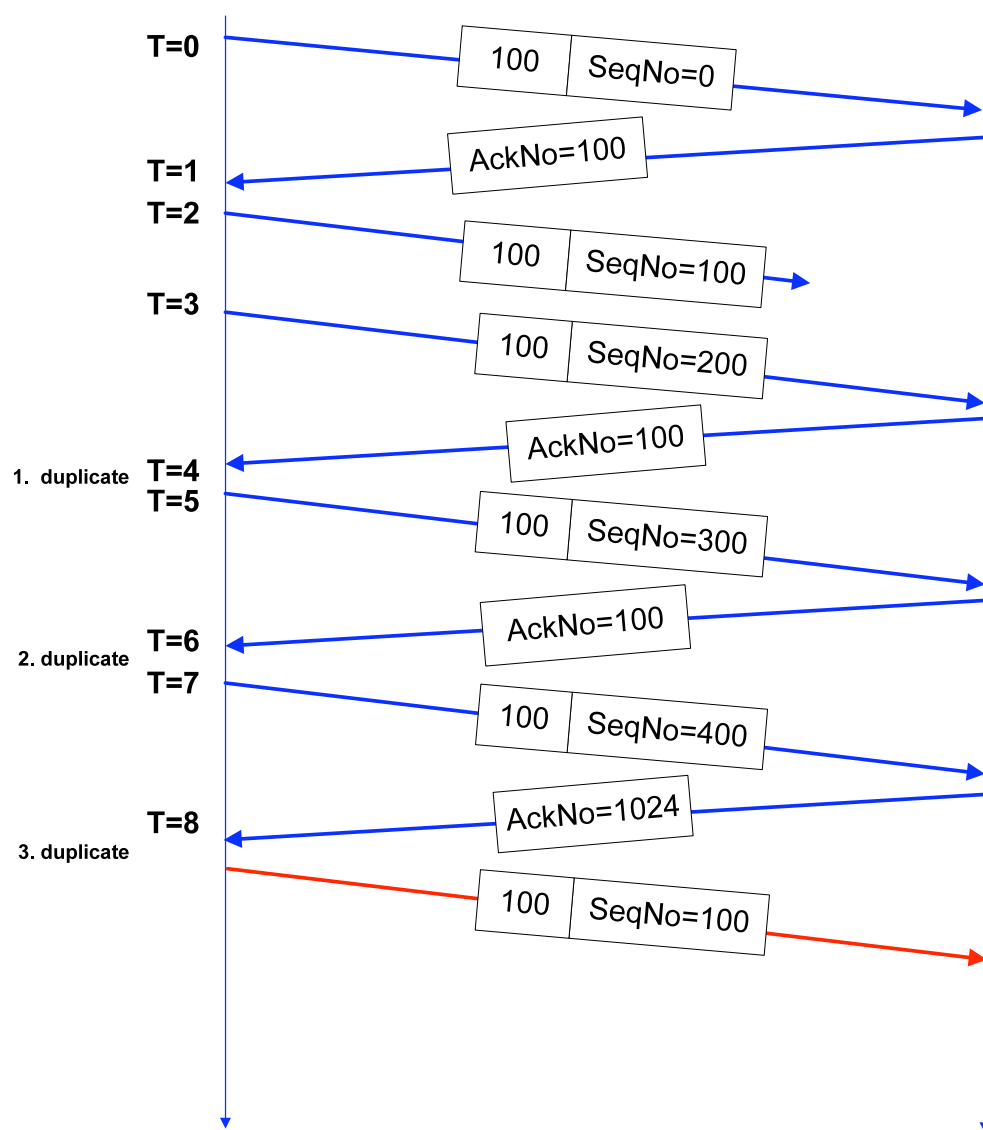 T=0
100 SeqNo=0
AckNo=100
T=1
T=2
100 SeqNo=100
T=3
100 SeqNo=200
AckNo=100
1. duplicate T=4
T=5
100 SeqNo=300
AckNo=100
2. duplicate T=6
T=7
100 SeqNo=400
AckNo=1024
T=8
3. duplicate
100 SeqNo=100